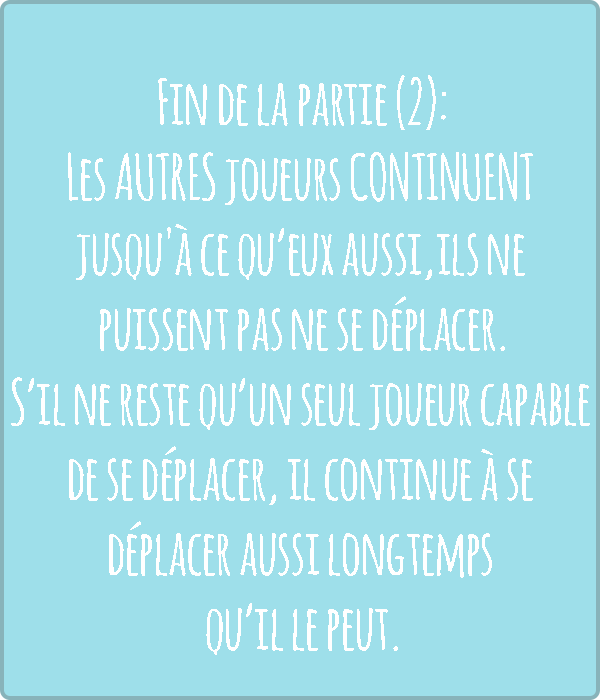 Fin de la partie (2):
Les AUTRES joueurs CONTINUENT
jusqu'à ce qu’eux aussi, ils ne
puissent pas ne se déplacer.
S’il ne reste qu’un seul joueur capable
de se déplacer, il continue à se
déplacer aussi longtemps
qu’il le peut.